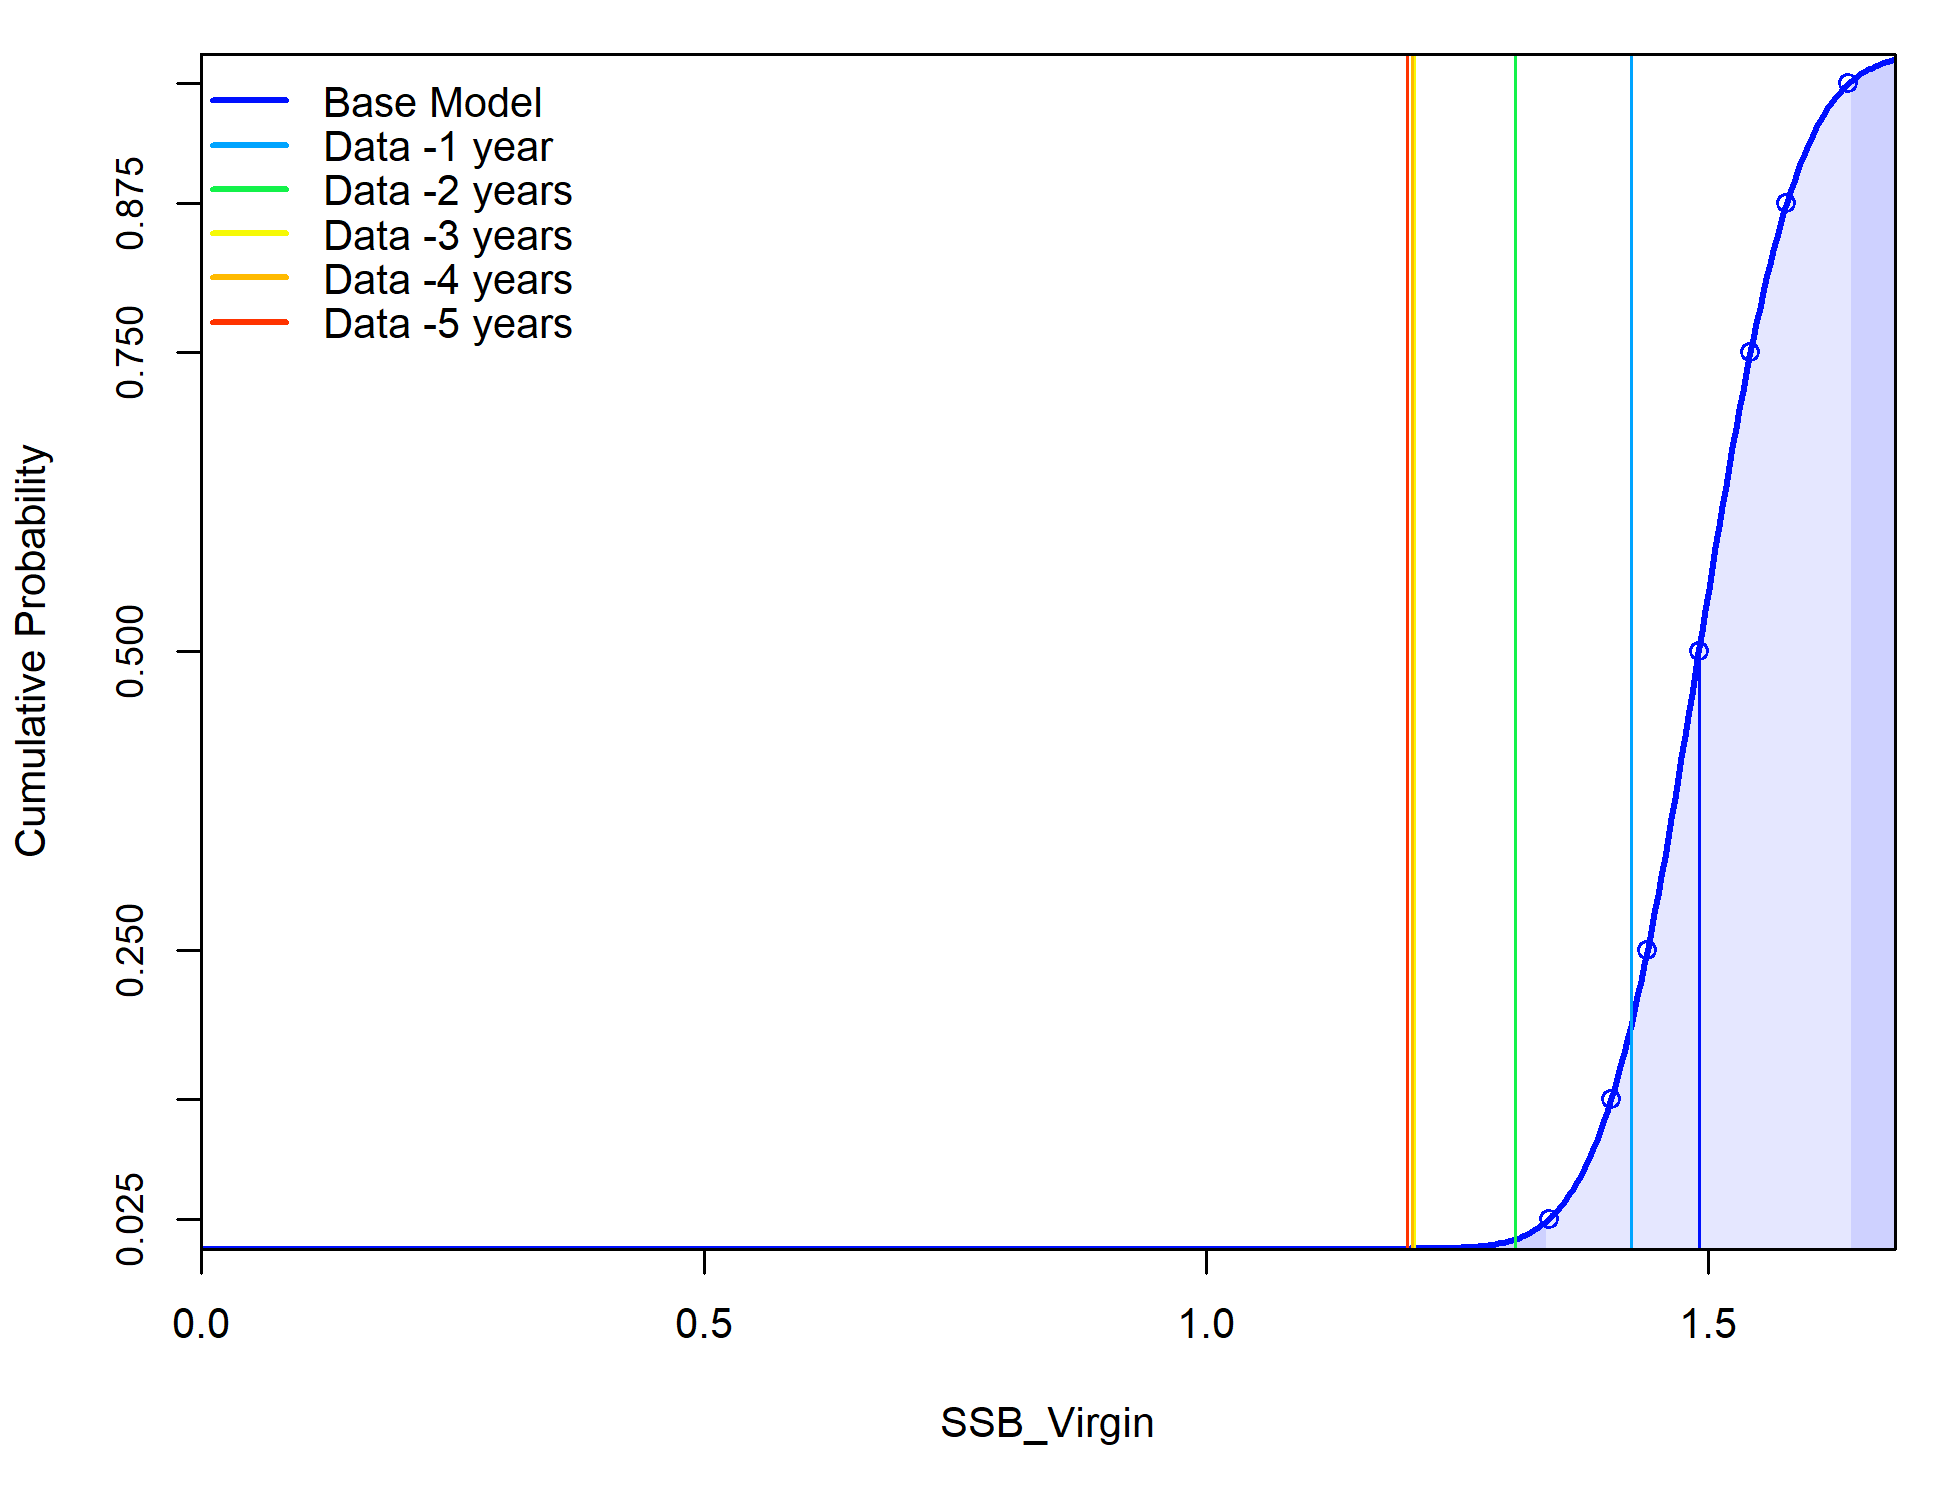 Base Model
Data -1 year
Data -2 years
Data -3 years
Data -4 years
Data -5 years
Cumulative Probability
0.875
0.750
0.500
0.250
0.025
0.0 0.5 1.0 1.5
SSB_Virgin